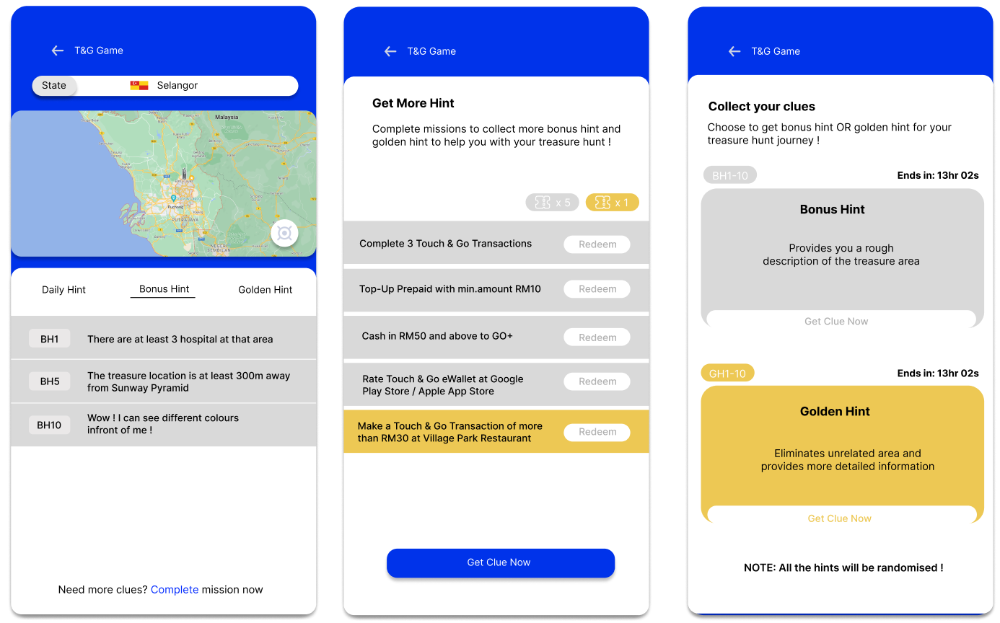 T&G Game
State
Selangor
Malaysia
Puchong
PUTRAJAYA
NEGERI
SEMBILAN
Daily Hint
Bonus Hint
Golden Hint
BH1
There are at least 3 hospital at that area
BH5
The treasure location is at least 300m away
from Sunway Pyramid
BH10
Wow ! I can see different colours
infront of me !
Need more clues? Complete mission now
T&G Game
Get More Hint
Complete missions to collect more bonus hint and
golden hint to help you with your treasure hunt !
x 5
x 1
Complete 3 Touch & Go Transactions
Redeem
Top-Up Prepaid with min.amount RM10
Redeem
Cash in RM50 and above to GO+
Redeem
Rate Touch & Go eWallet at Google
Play Store / Apple App Store
Redeem
Make a Touch & Go Transaction of more
than RM30 at Village Park Restaurant
Redeem
Get Clue Now
T&G Game
Collect your clues
Choose to get bonus hint OR golden hint for your
treasure hunt journey !
BH1-10
Ends in: 13hr 02s
Bonus Hint
Provides you a rough
description of the treasure area
Get Clue Now
GH1-10
Ends in: 13hr 02s
Golden Hint
Eliminates unrelated area and
provides more detailed information
Get Clue Now
NOTE: All the hints will be randomised !